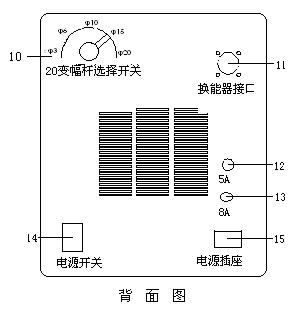 φ10
φ6
φ15
φ3
φ20
10
11
20变幅杆选择开关
换能器接口
12
5A
13
8A
14
15
电源开关
电源插座
背 面 图